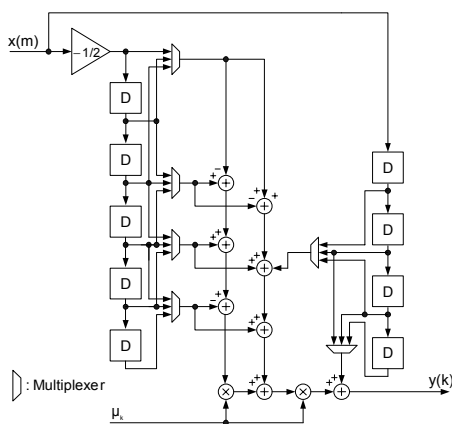 x(m)
−1/2
D
D
D
D
D
D
D
D
D
− + +
+ + − +
+ + + +
− + + +
+ + + +
: Multiplexer
y(k)
μk